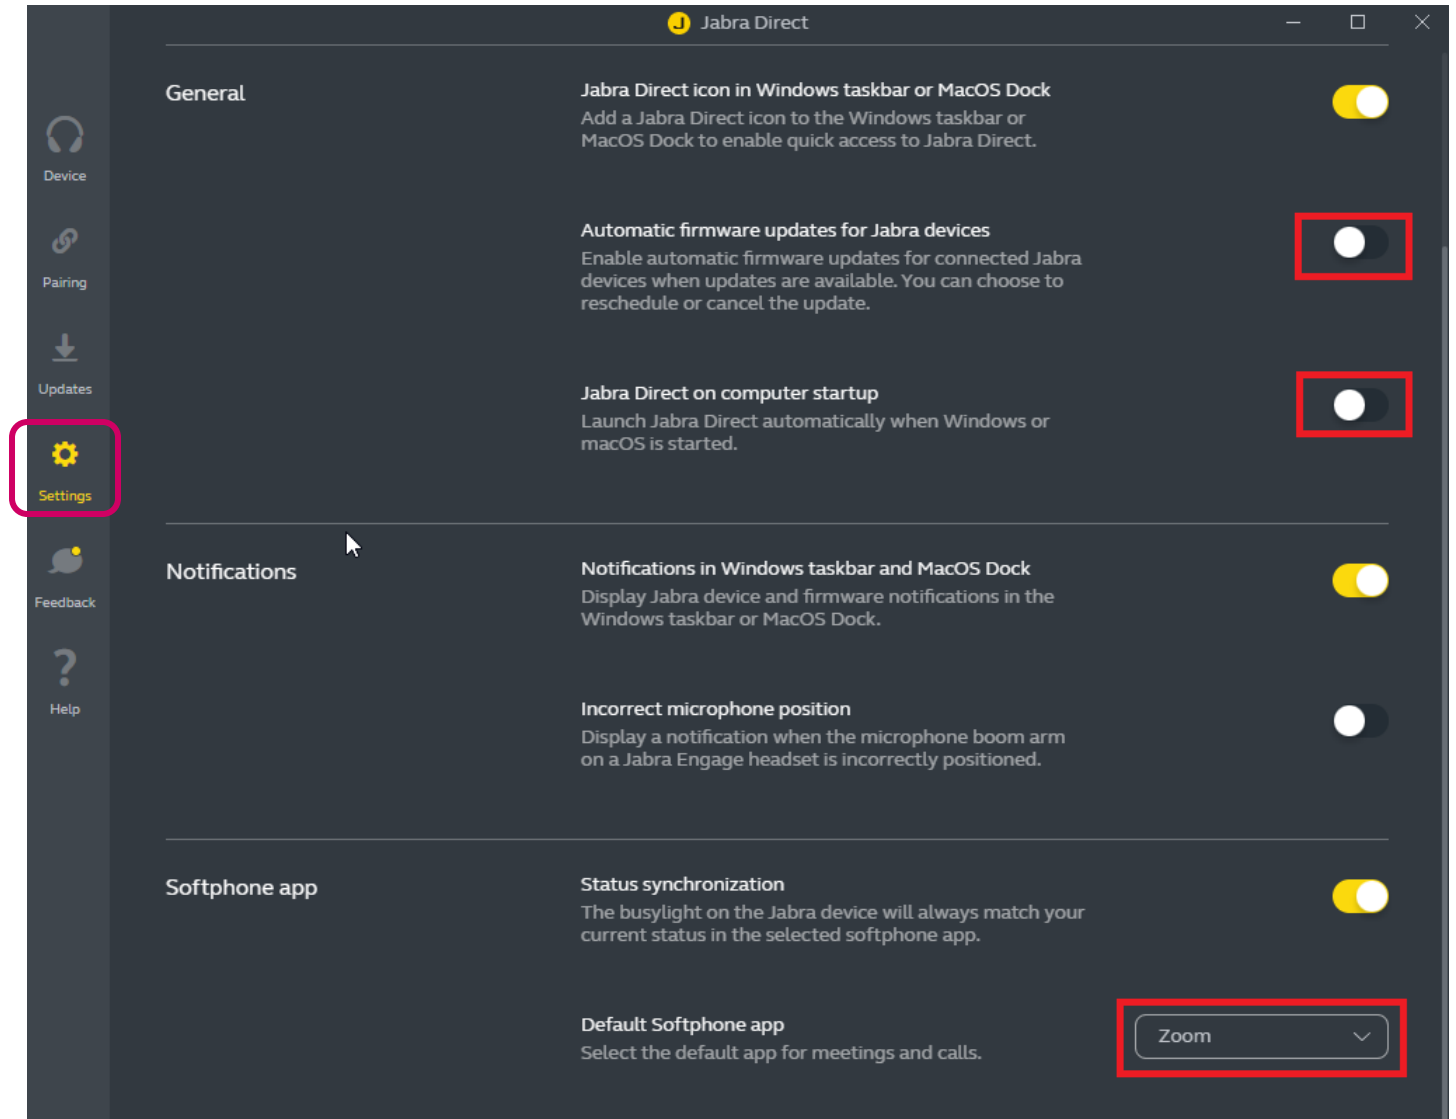 Jabra Direct
Device
Pairing
Updates
Settings
Feedback
Help
General
Jabra Direct icon in Windows taskbar or MacOS Dock
Add a Jabra Direct icon to the Windows taskbar or
MacOS Dock to enable quick access to Jabra Direct.
Automatic firmware updates for Jabra devices
Enable automatic firmware updates for connected Jabra
devices when updates are available. You can choose to
reschedule or cancel the update.
Jabra Direct on computer startup
Launch Jabra Direct automatically when Windows or
macOS is started.
Notifications
Notifications in Windows taskbar and MacOS Dock
Display Jabra device and firmware notifications in the
Windows taskbar or MacOS Dock.
Incorrect microphone position
Display a notification when the microphone boom arm
on a Jabra Engage headset is incorrectly positioned.
Softphone app
Status synchronization
The busylight on the Jabra device will always match your
current status in the selected softphone app.
Default Softphone app
Select the default app for meetings and calls.
Zoom